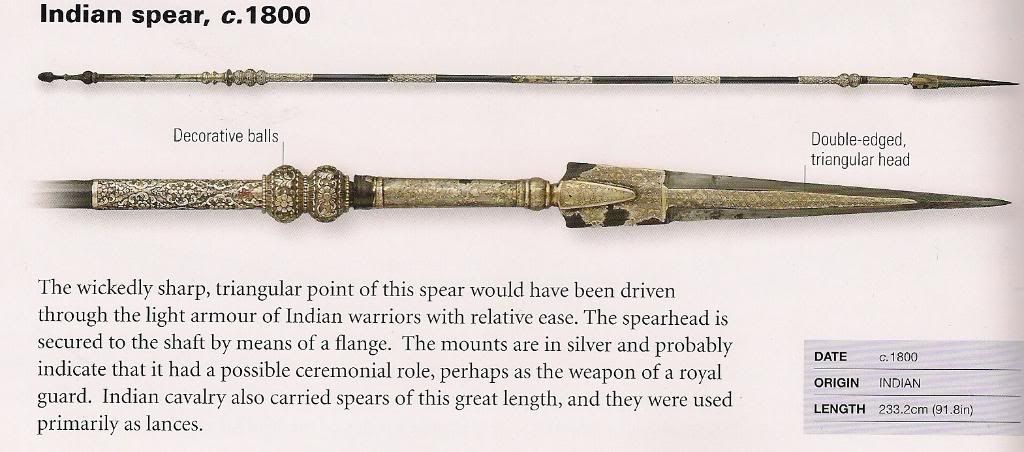 Indian spear, c.1800
Decorative balls
Double-edged,
triangular head
The wickedly sharp, triangular point of this spear would have been driven
through the light armour of Indian warriors with relative ease. The spearhead is
secured to the shaft by means of a flange. The mounts are in silver and probably
indicate that it had a possible ceremonial role, perhaps as the weapon of a royal
guard. Indian cavalry also carried spears of this great length, and they were used
primarily as lances.
DATE c.1800
ORIGIN INDIAN
LENGTH 233.2cm (91.8in)